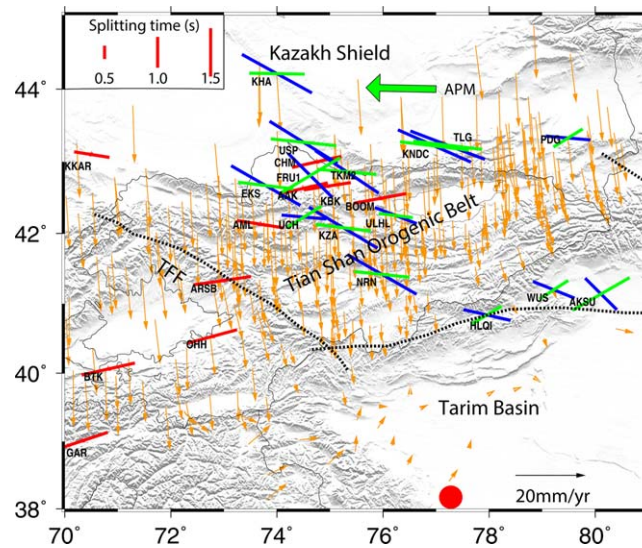 Splitting time (s)
0.5 1.0 1.5
Kazakh Shield
44°
KHA
APM
USP
TLG
PDG
KKAR
CHM
KNDC
FRU1
TKM2
EKS
AAK
KBK
BOOM
42°
AML
UCH
KZA
ULHL
Tian Shan Orogenic Belt
TFF
ARSB
NRN
WUS
AKSU
OHH
HLQI
40°
BTK
Tarim Basin
GAR
20mm/yr
38°
70° 72° 74° 76° 78° 80°